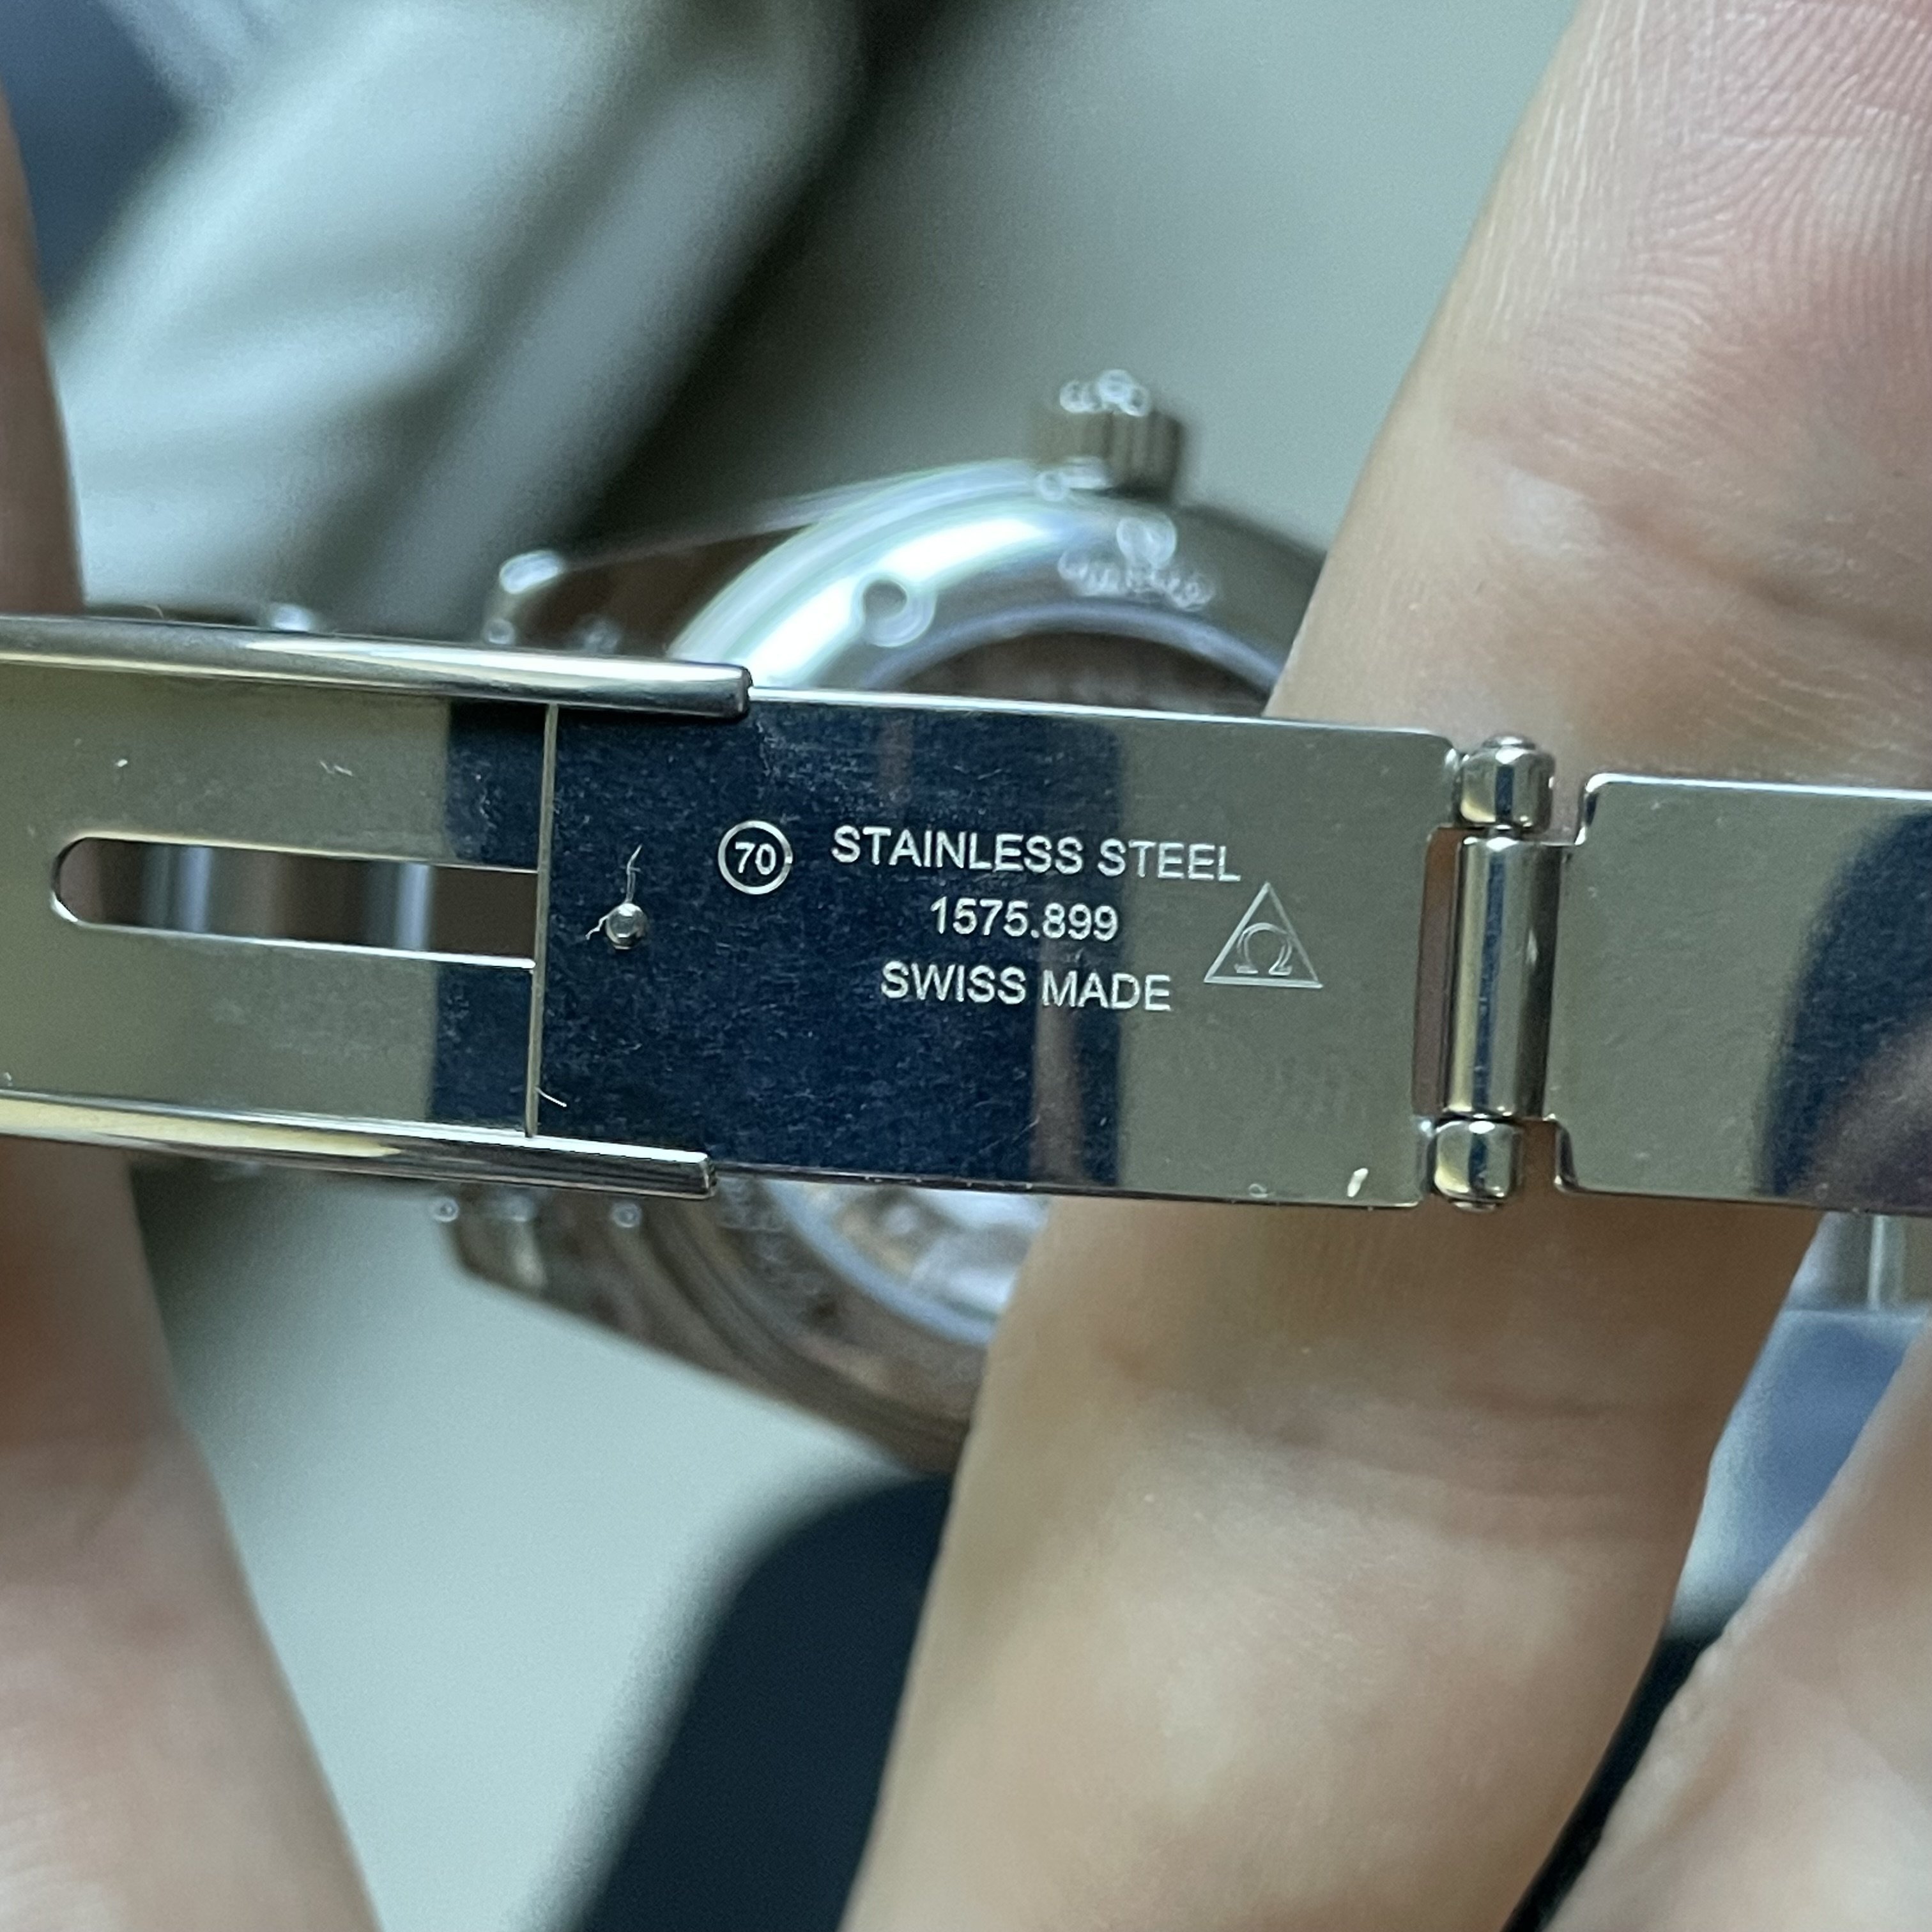 70 STAINLESS STEEL
1575.899
Ω
SWISS MADE